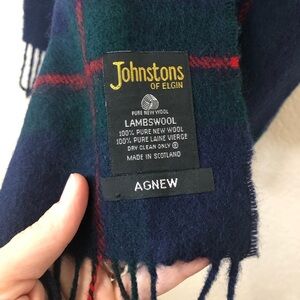 Johnstons
OF ELGIN
PURE NEW WOOL
LAMBSWOOL
100% PURE NEW WOOL
100% PURE LAINE VIERGE
DRY CLEAN ONLY Ⓟ
MADE IN SCOTLAND
AGNEW